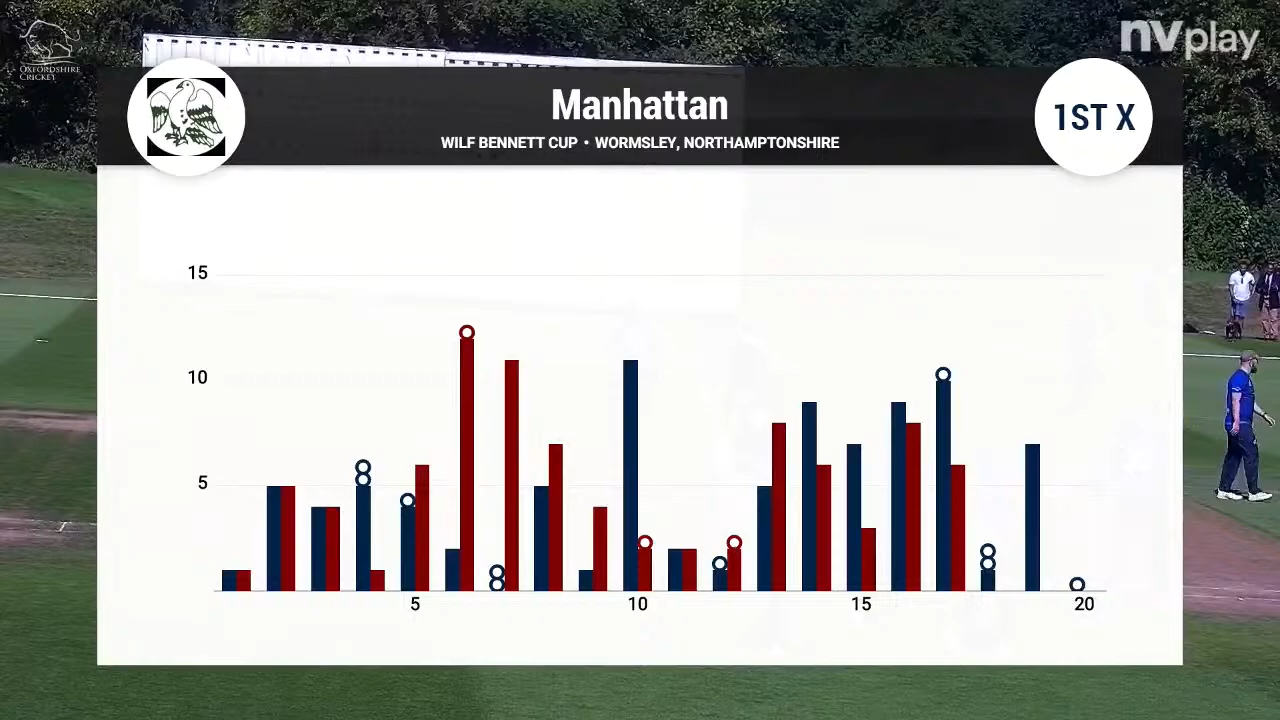 OXFORDSHIRE
CRICKET
nvplay
Manhattan
WILF BENNETT CUP • WORMSLEY, NORTHAMPTONSHIRE
1ST X
15
10
5
5
10
15
20